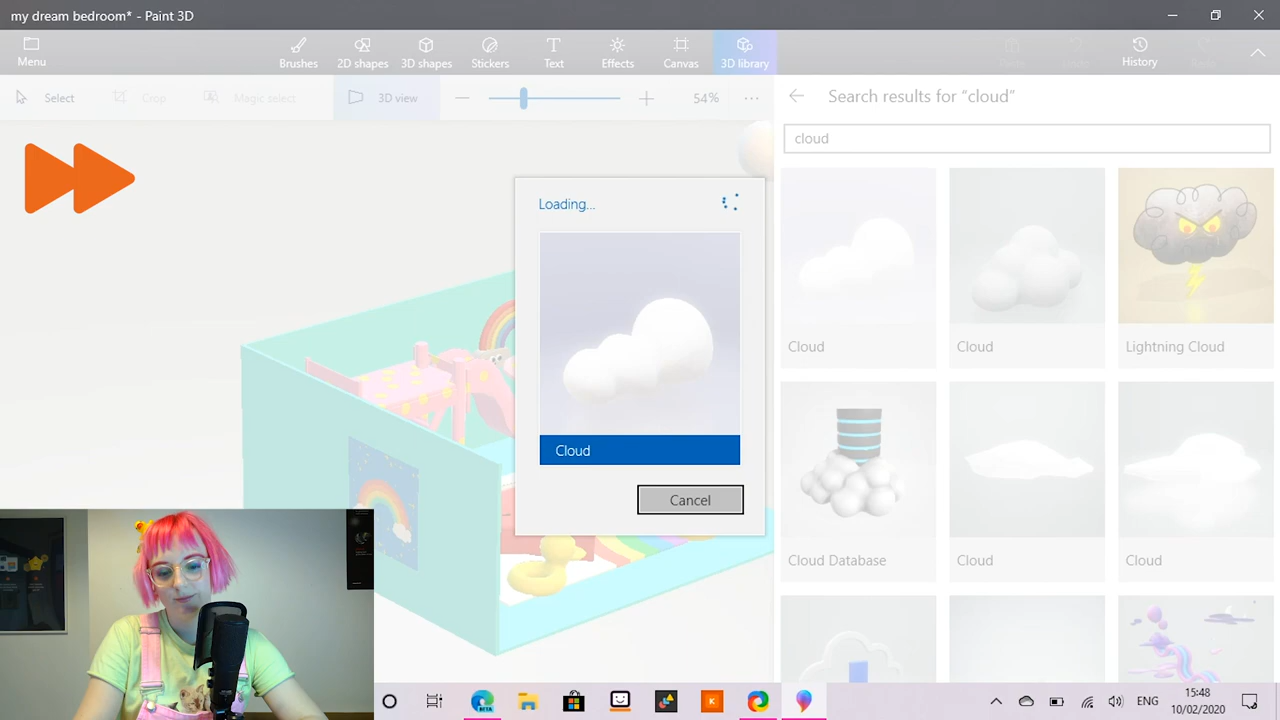 my dream bedroom* - Paint 3D
Menu
Brushes
2D shapes
3D shapes
Stickers
Text
Effects
Canvas
3D library
History
Select
Crop
Magic select
3D view
54%
Search results for “cloud”
cloud
Loading...
Cloud
Cancel
Cloud
Cloud
Lightning Cloud
Cloud Database
Cloud
Cloud
BETA
K
ENG
15:48
10/02/2020